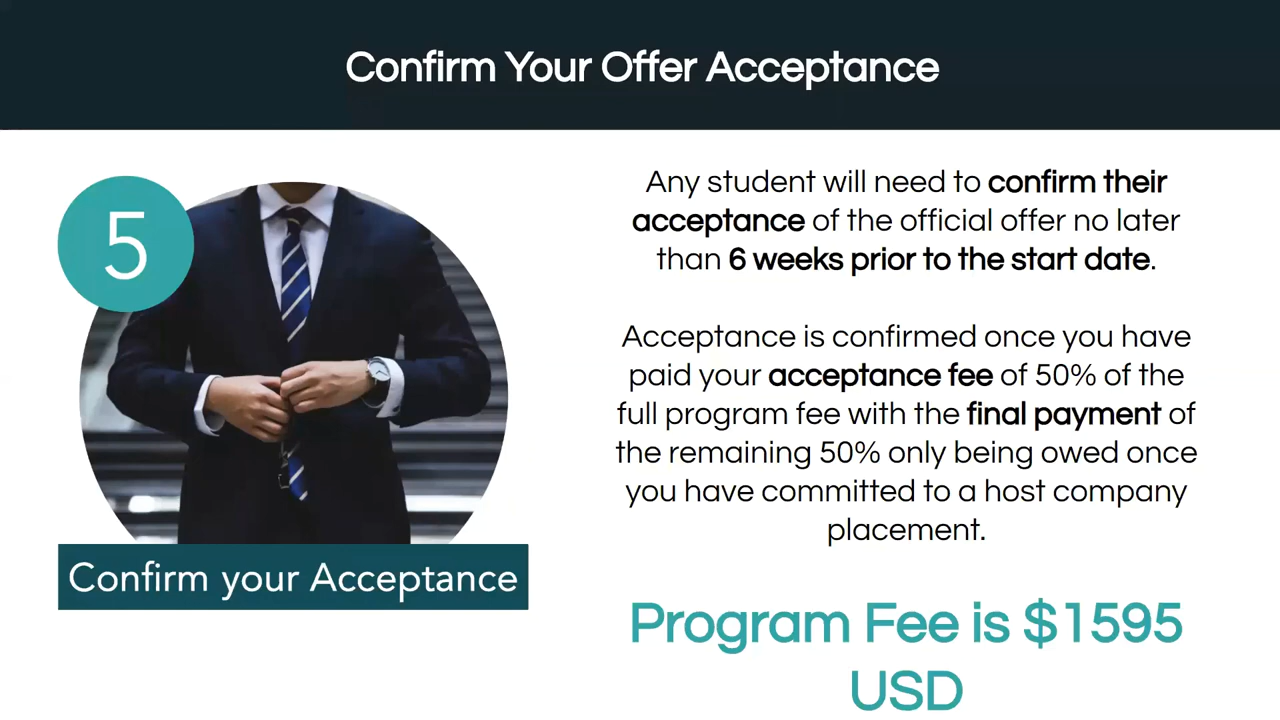 Confirm Your Offer Acceptance
5
Confirm your Acceptance
Any student will need to confirm their
acceptance of the official offer no later
than 6 weeks prior to the start date.
Acceptance is confirmed once you have
paid your acceptance fee of 50% of the
full program fee with the final payment of
the remaining 50% only being owed once
you have committed to a host company
placement.
Program Fee is $1595
USD